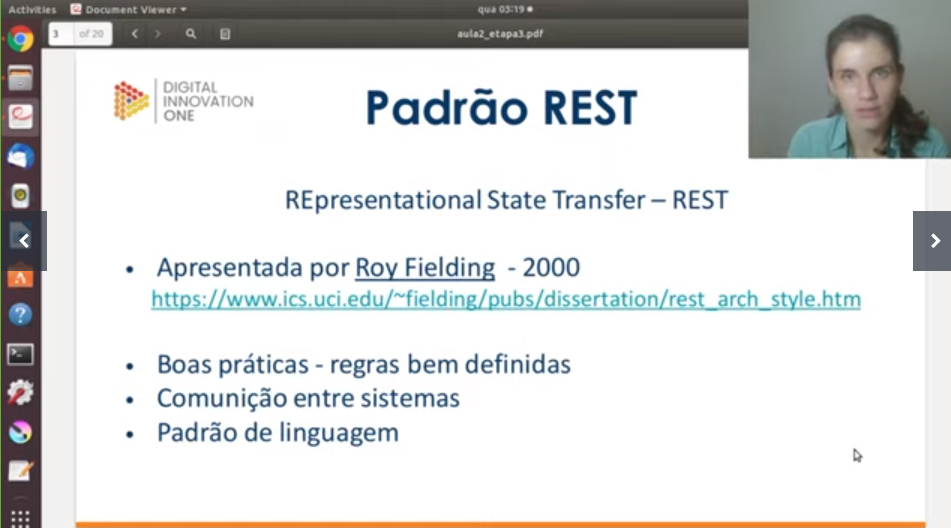 Activities
Document Viewer
qua 03:19
3
of 20
aula2_etapa3.pdf
DIGITAL
INNOVATION
ONE
Padrão REST
REpresentational State Transfer – REST
• Apresentada por Roy Fielding - 2000
https://www.ics.uci.edu/~fielding/pubs/dissertation/rest_arch_style.htm
• Boas práticas - regras bem definidas
• Comunição entre sistemas
• Padrão de linguagem